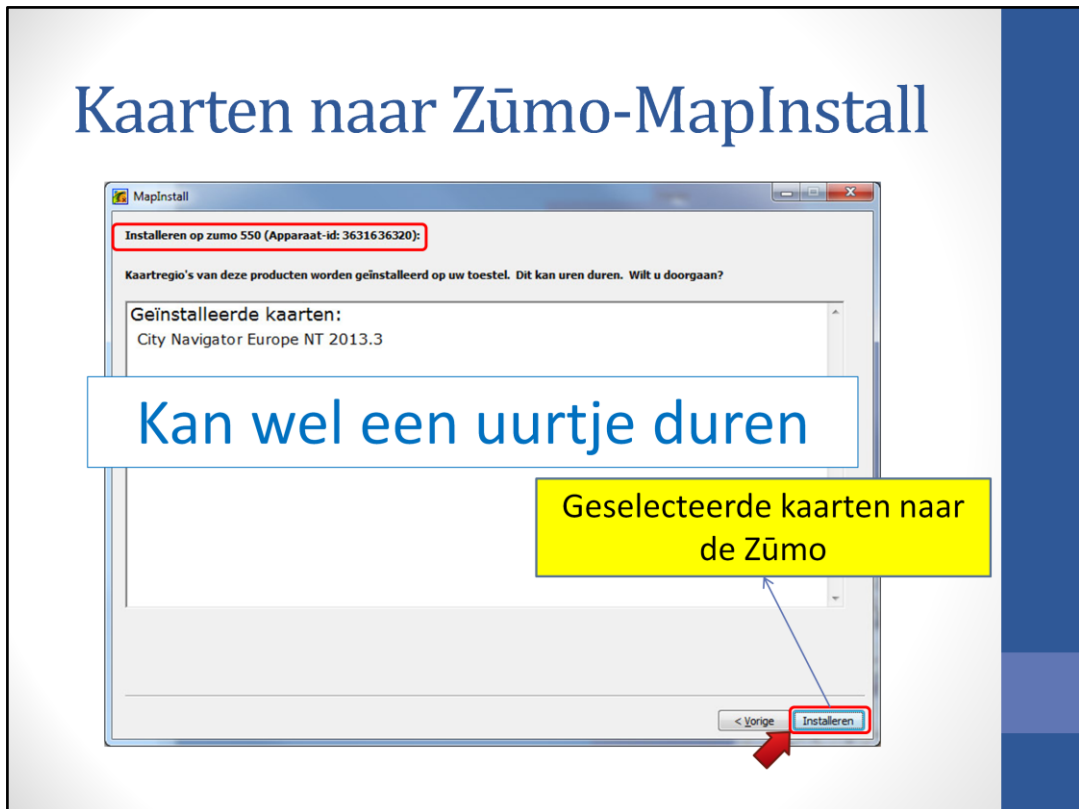 Kaarten naar Zūmo-MapInstall
MapInstall
Installeren op zumo 550 (Apparaat-id: 3631636320):
Kaartregio's van deze producten worden geïnstalleerd op uw toestel. Dit kan uren duren. Wilt u doorgaan?
Geïnstalleerde kaarten:
City Navigator Europe NT 2013.3
Kan wel een uurtje duren
Geselecteerde kaarten naar
de Zūmo
< Vorige
Installeren